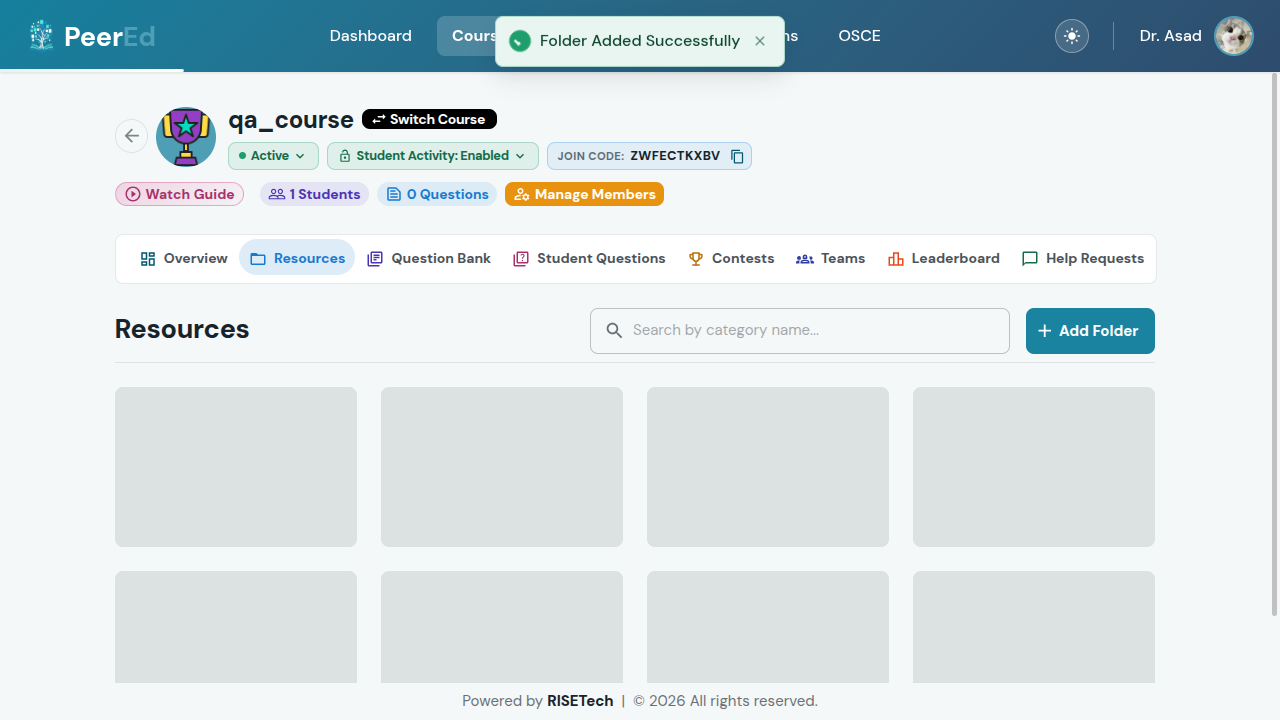 PeerEd
Dashboard
OSCE
Dr. Asad
Folder Added Successfully
qa_course
Switch Course
Active
Student Activity: Enabled
JOIN CODE: ZWFECTKXBV
Watch Guide
1 Students
0 Questions
Manage Members
Overview
Resources
Question Bank
Student Questions
Contests
Teams
Leaderboard
Help Requests
Resources
Search by category name...
Add Folder
Powered by RISETech | © 2026 All rights reserved.